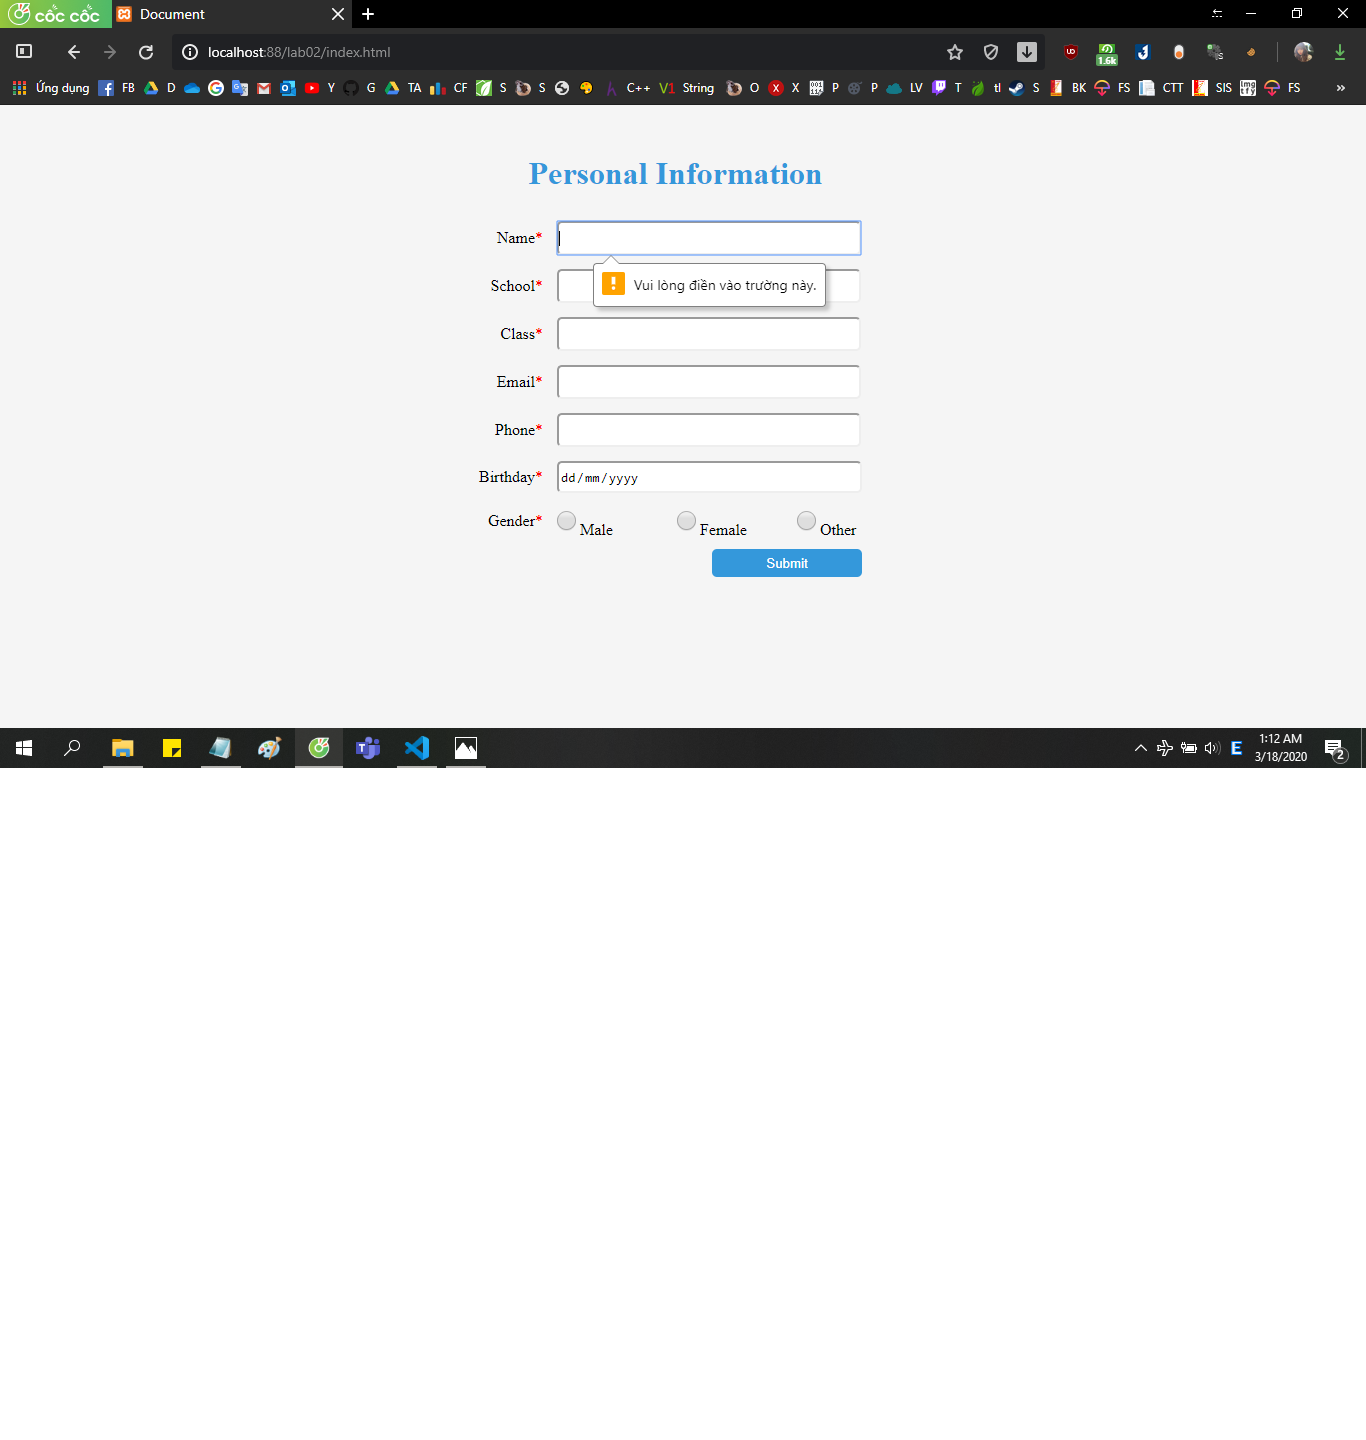 cốc cốc Document
localhost:88/lab02/index.html UD 1.6k
Ứng dụng FB D Y G TA CF S S C++ V1 String O X P P LV T tl S BK FS CTT SIS FS »
Personal Information
Name*
Vui lòng điền vào trường này.
School*
Class*
Email*
Phone*
Birthday* dd/mm/yyyy
Gender* Male Female Other
Submit
E 1:12 AM
3/18/2020 2